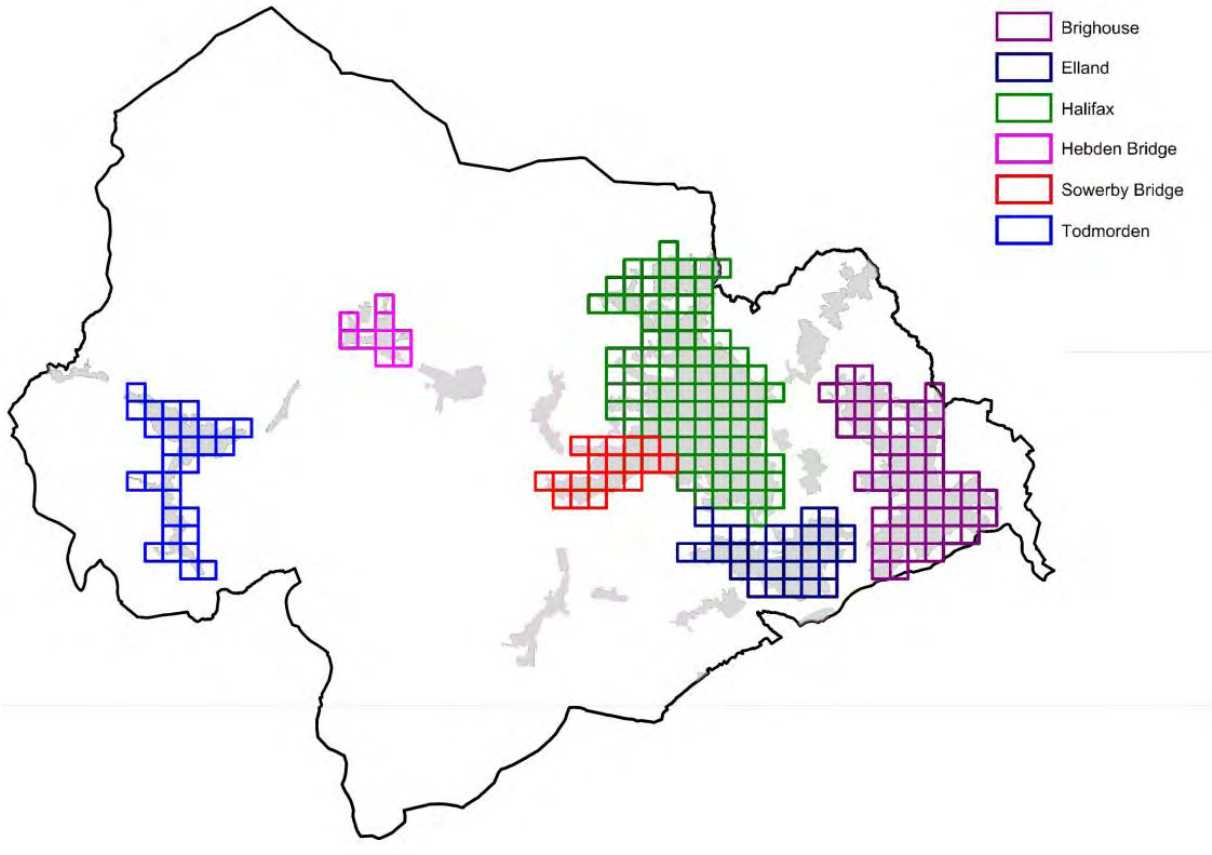 Brighouse
Elland
Halifax
Hebden Bridge
Sowerby Bridge
Todmorden